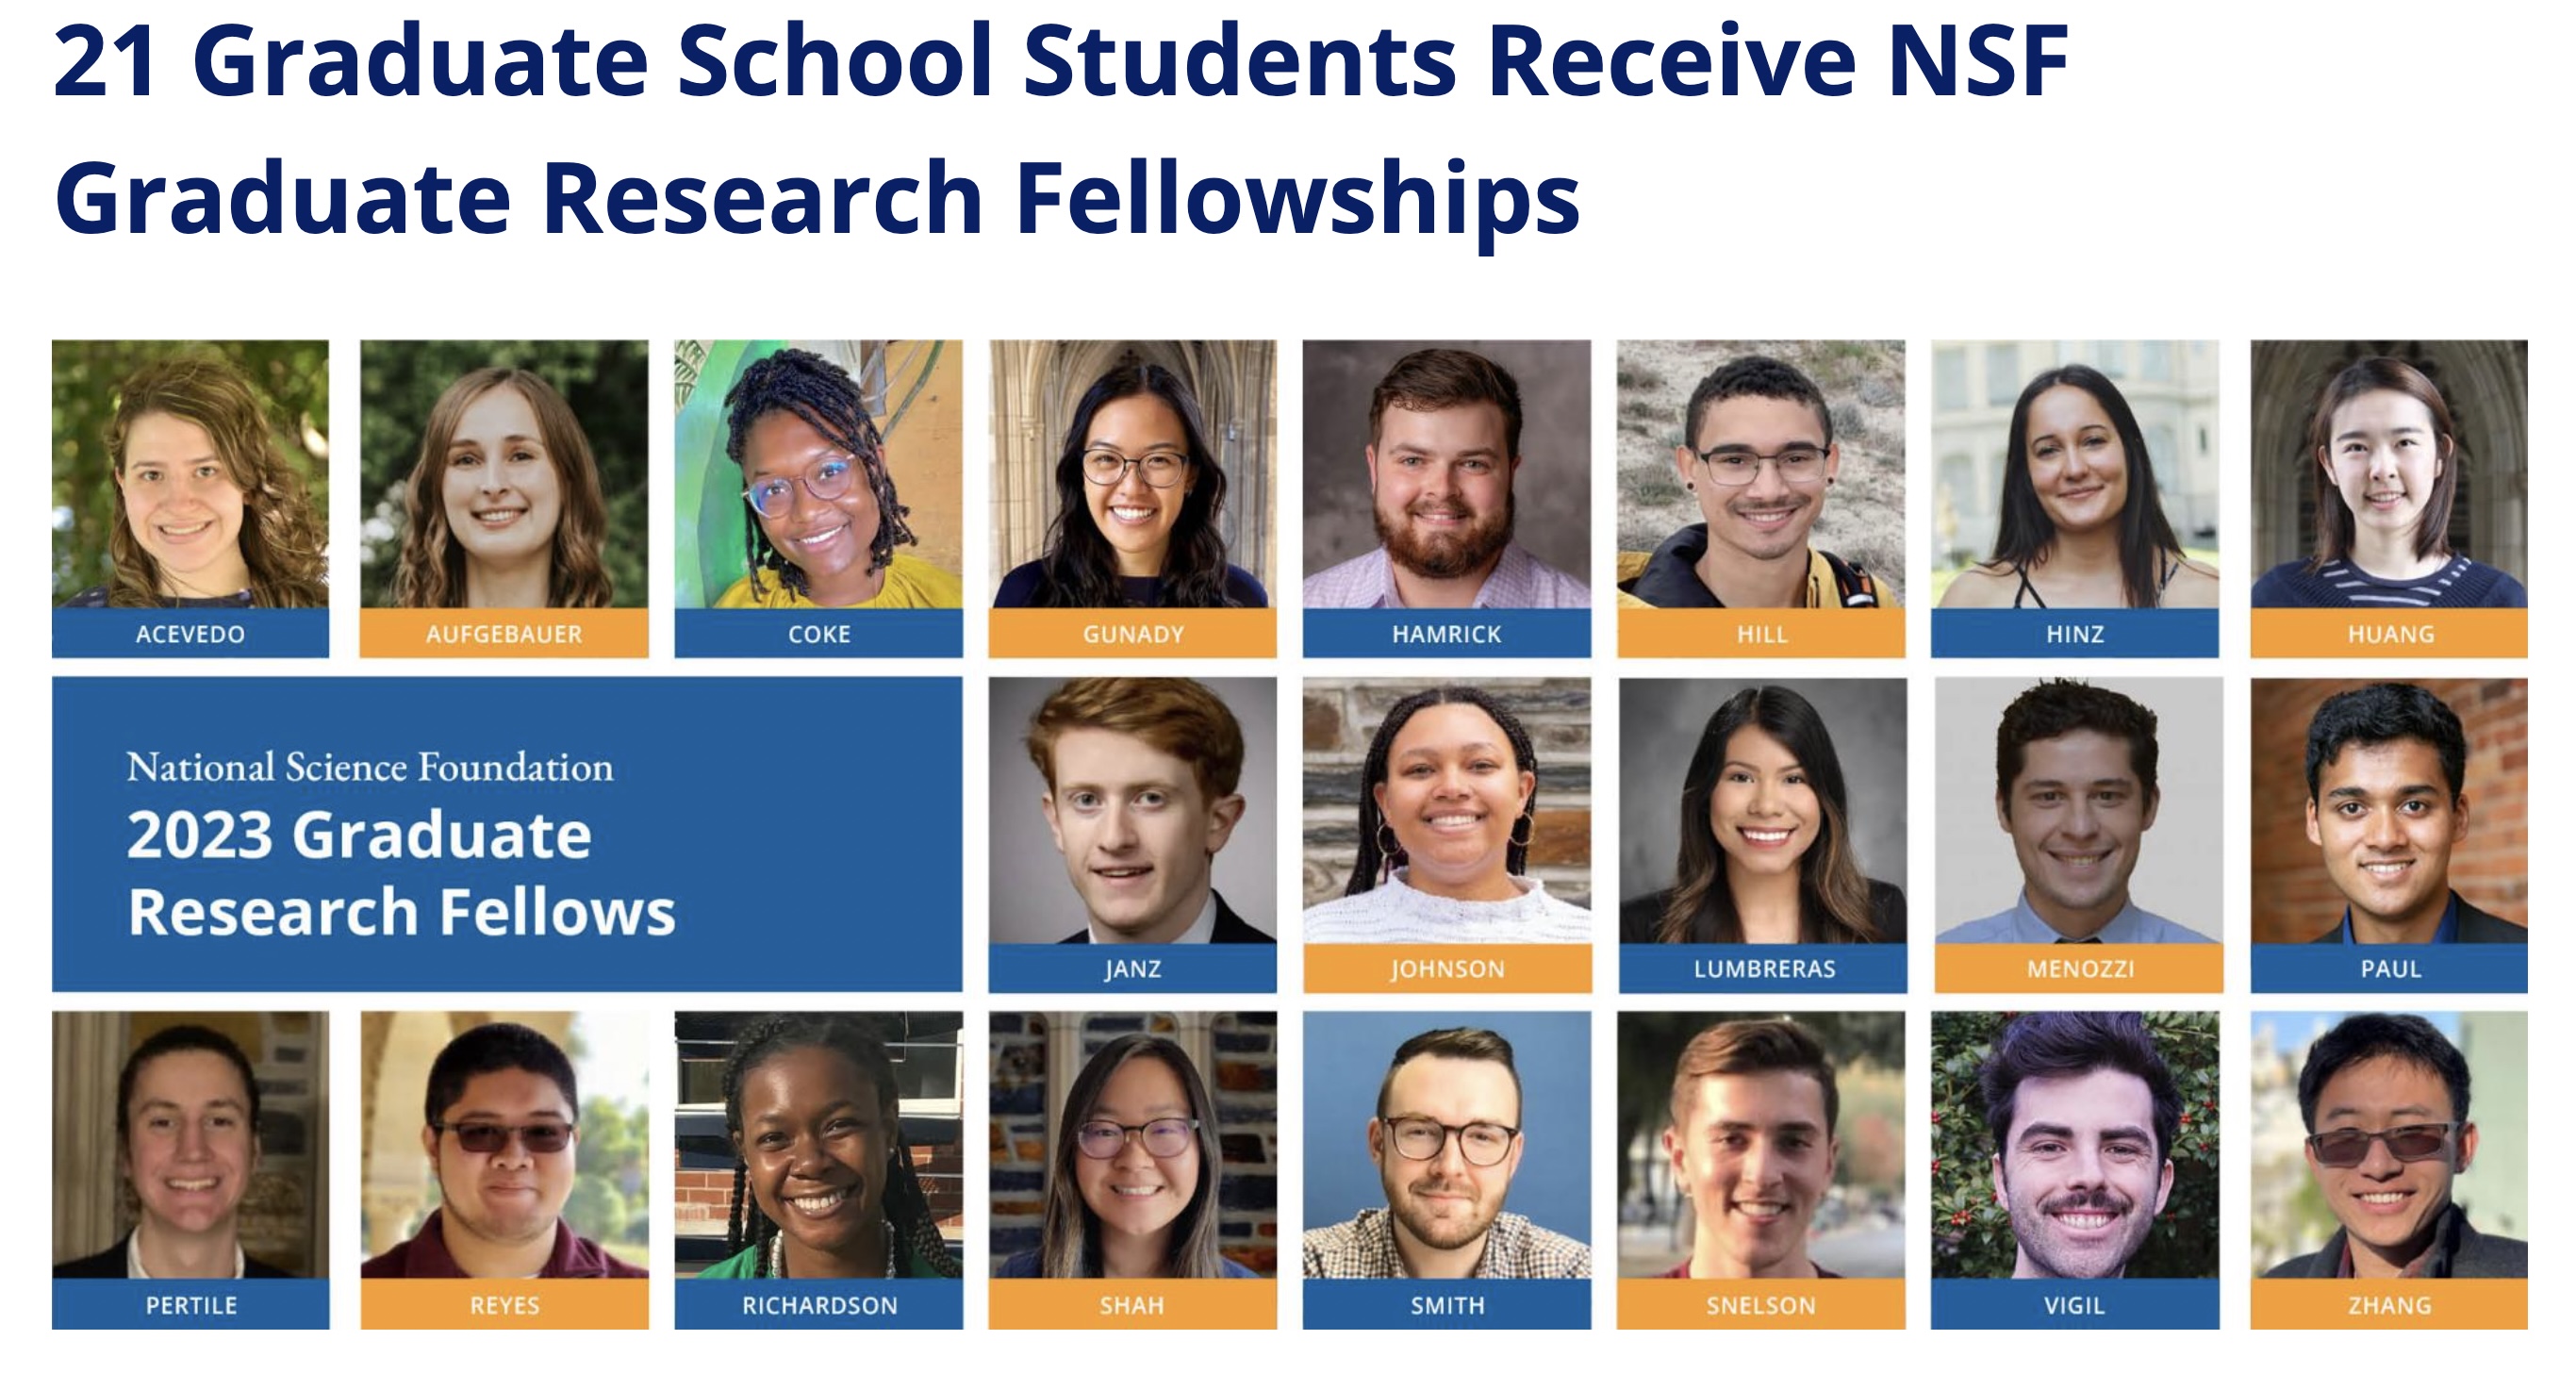 21 Graduate School Students Receive NSF
Graduate Research Fellowships
ACEVEDO
AUFGEBAUER
COKE
GUNADY
HAMRICK
HILL
HINZ
HUANG
National Science Foundation
2023 Graduate
Research Fellows
JANZ
JOHNSON
LUMBRERAS
MENOZZI
PAUL
PERTILE
REYES
RICHARDSON
SHAH
SMITH
SNELSON
VIGIL
ZHANG